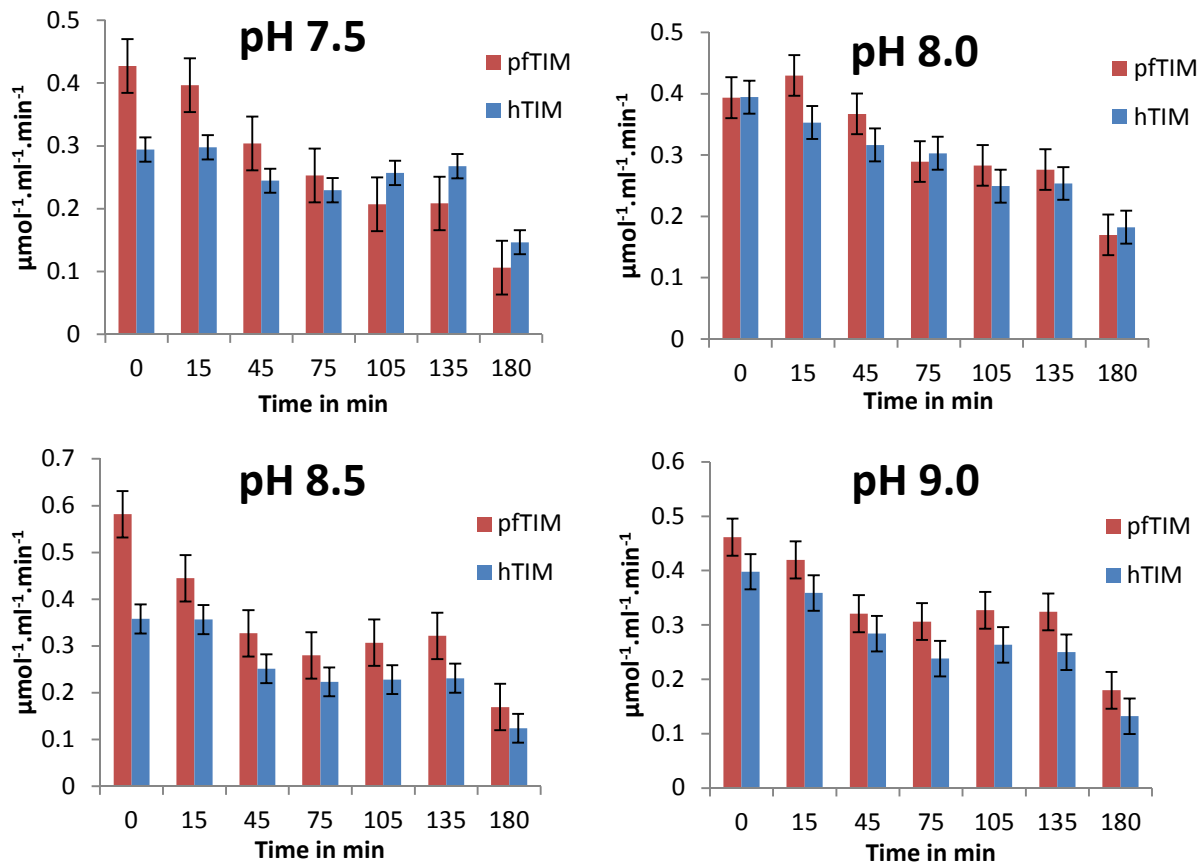 pH 7.5
0.5
0.4
0.3
0.2
0.1
0
µmol⁻¹.ml⁻¹.min⁻¹
pfTIM
hTIM
0 15 45 75 105 135 180
Time in min
pH 8.0
0.5
0.4
0.3
0.2
0.1
0
µmol⁻¹.ml⁻¹.min⁻¹
pfTIM
hTIM
0 15 45 75 105 135 180
Time in min
pH 8.5
0.7
0.6
0.5
0.4
0.3
0.2
0.1
0
µmol⁻¹.ml⁻¹.min⁻¹
pfTIM
hTIM
0 15 45 75 105 135 180
Time in min
pH 9.0
0.6
0.5
0.4
0.3
0.2
0.1
0
µmol⁻¹.ml⁻¹.min⁻¹
pfTIM
hTIM
0 15 45 75 105 135 180
Time in min